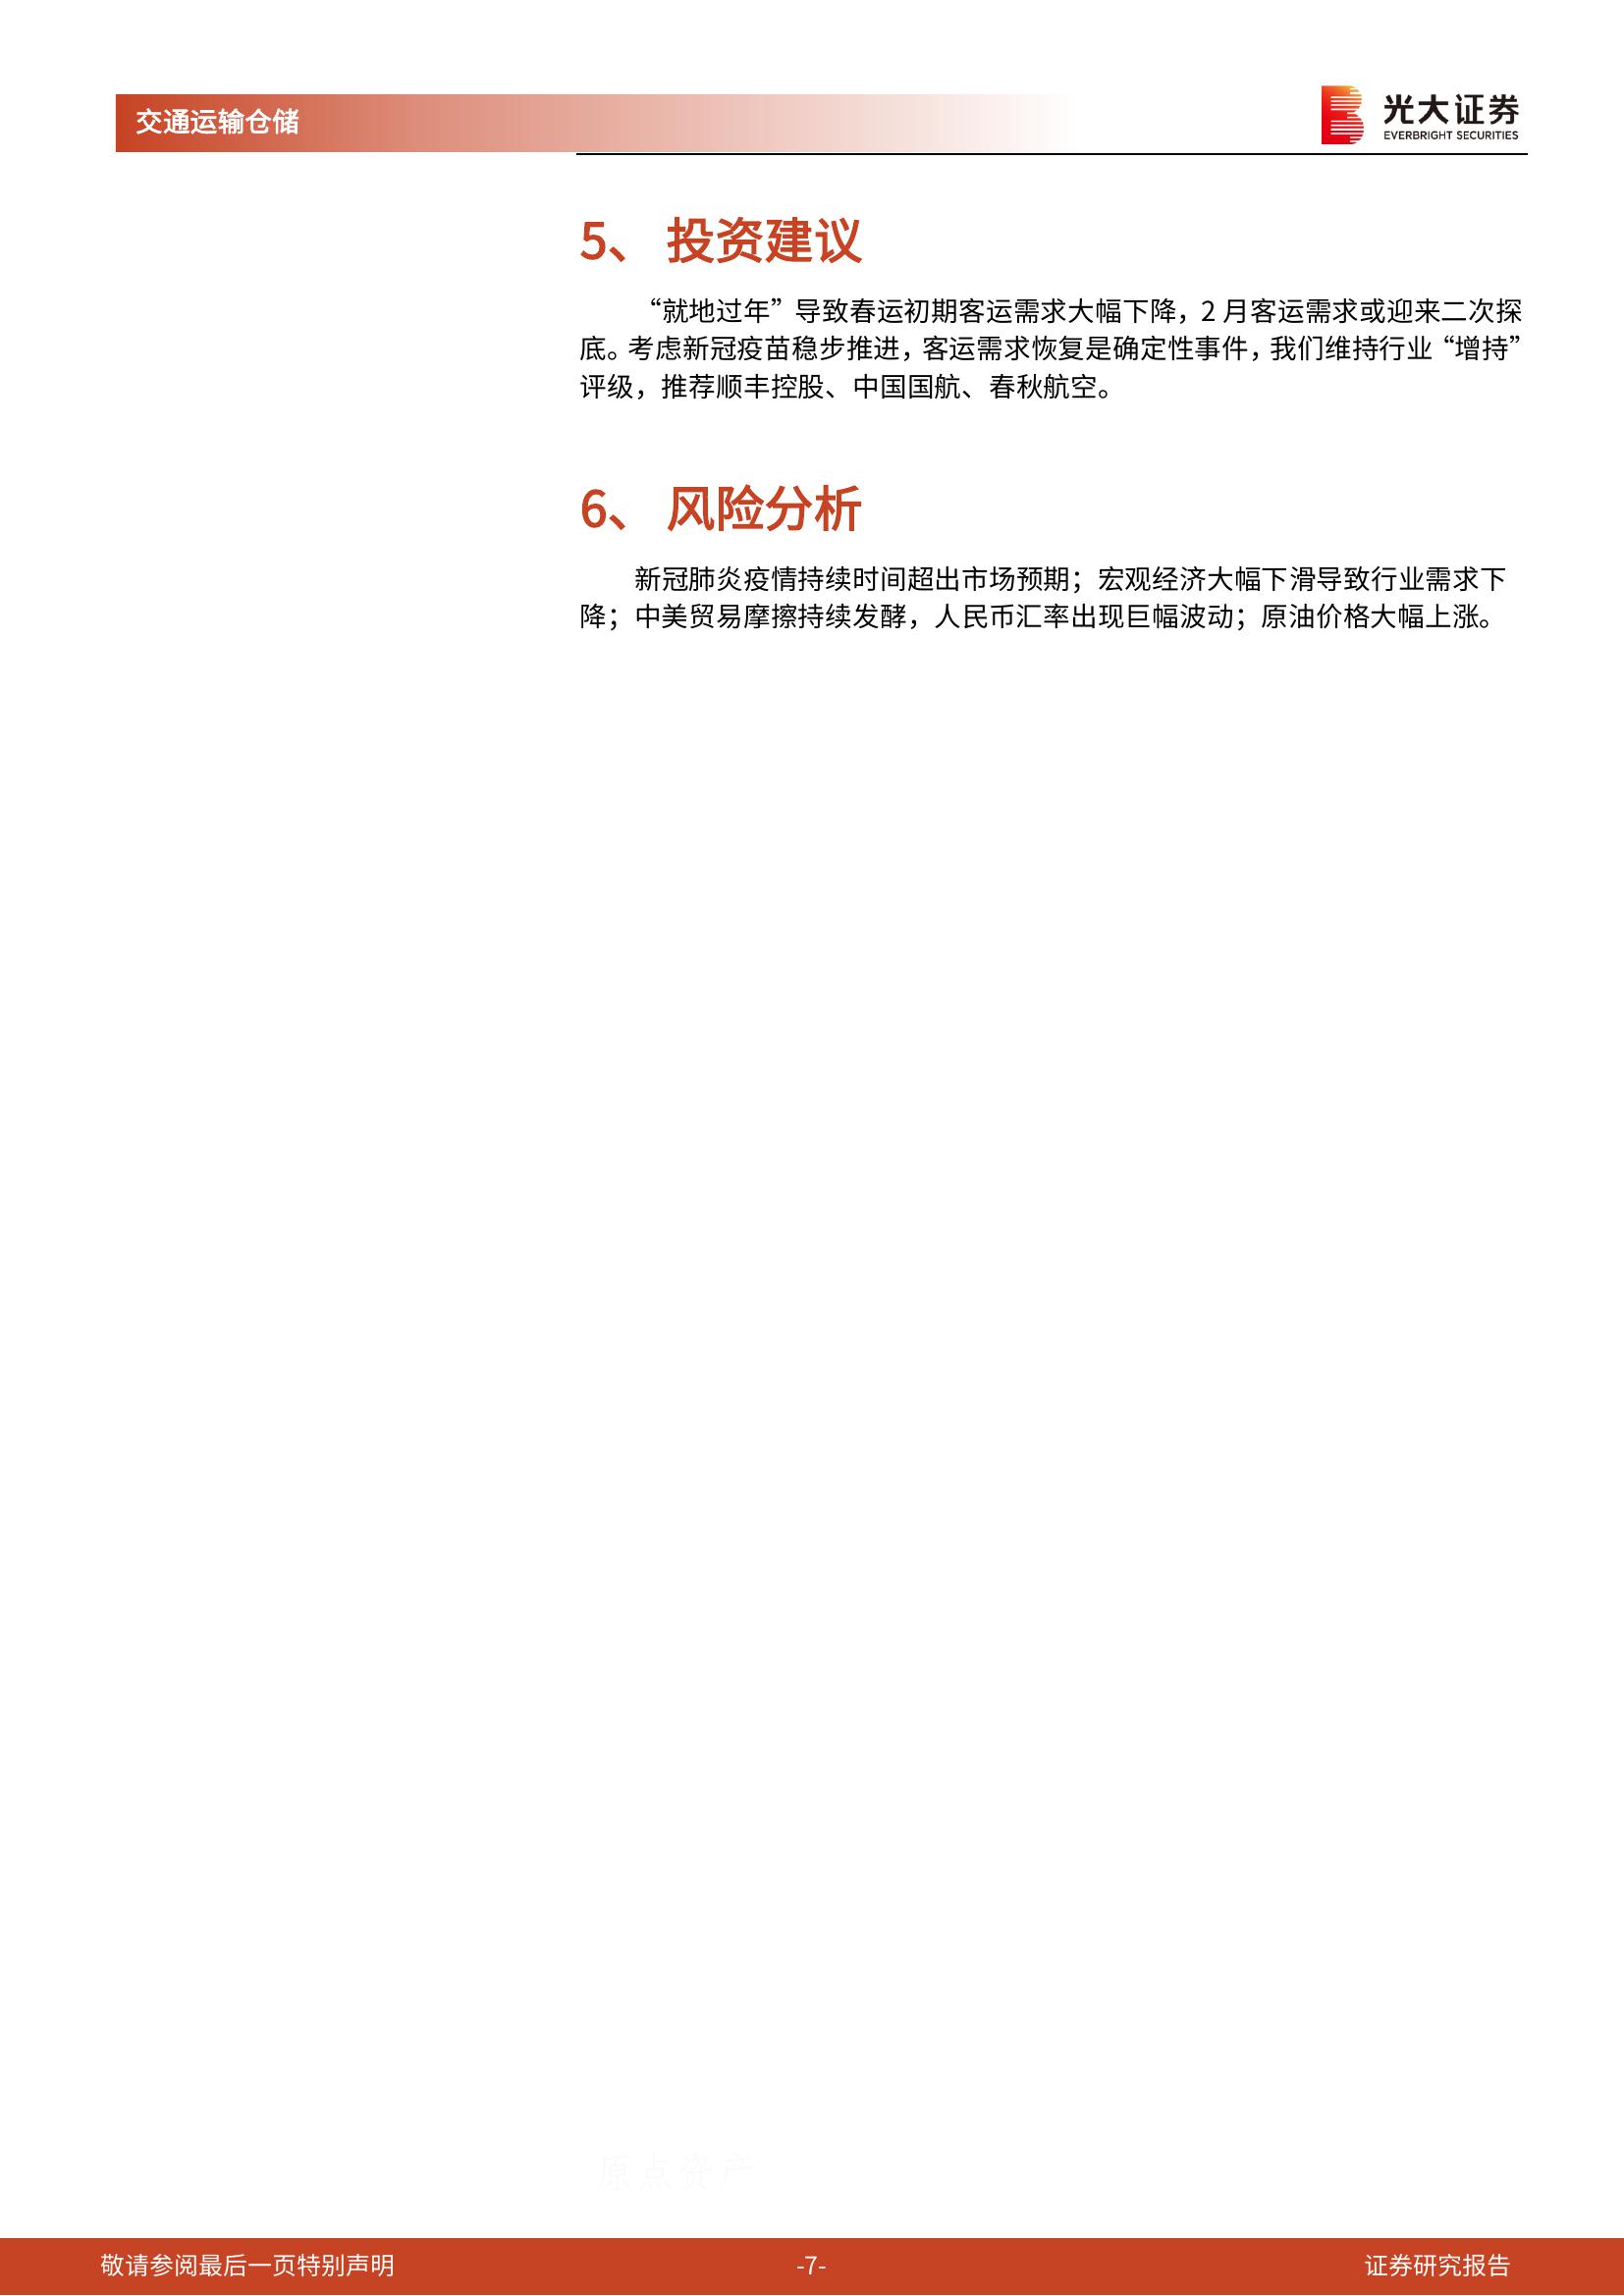 交通运输仓储
光大证券
EVERBRIGHT SECURITIES
5、 投资建议
“就地过年”导致春运初期客运需求大幅下降，2 月客运需求或迎来二次探
底。考虑新冠疫苗稳步推进，客运需求恢复是确定性事件，我们维持行业“增持”
评级，推荐顺丰控股、中国国航、春秋航空。
6、 风险分析
新冠肺炎疫情持续时间超出市场预期；宏观经济大幅下滑导致行业需求下
降；中美贸易摩擦持续发酵，人民币汇率出现巨幅波动；原油价格大幅上涨。
原点资产
敬请参阅最后一页特别声明
-7-
证券研究报告